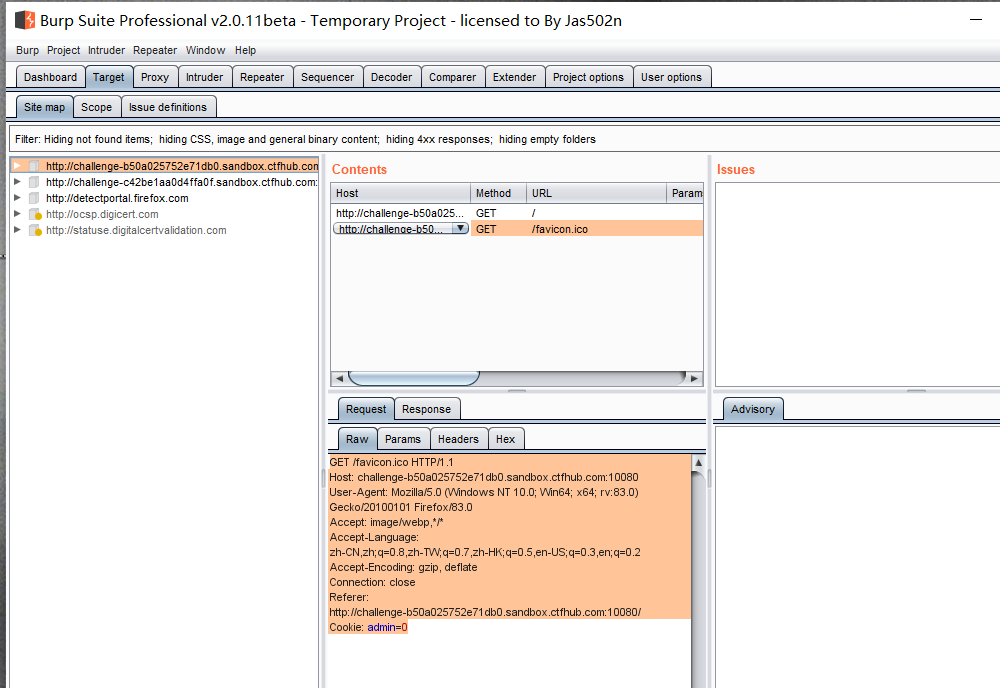 Burp Suite Professional v2.0.11beta - Temporary Project - licensed to By Jas502n
Burp Project Intruder Repeater Window Help
Dashboard Target Proxy Intruder Repeater Sequencer Decoder Comparer Extender Project options User options
Site map Scope Issue definitions
Filter: Hiding not found items; hiding CSS, image and general binary content; hiding 4xx responses; hiding empty folders
http://challenge-b50a025752e71db0.sandbox.ctfhub.com
http://challenge-c42be1aa0d4ffa0f.sandbox.ctfhub.com:
http://detectportal.firefox.com
http://ocsp.digicert.com
http://statuse.digitalcertvalidation.com
Contents
Host Method URL Params
http://challenge-b50a025... GET /
http://challenge-b50... GET /favicon.ico
Request Response
Raw Params Headers Hex
GET /favicon.ico HTTP/1.1
Host: challenge-b50a025752e71db0.sandbox.ctfhub.com:10080
User-Agent: Mozilla/5.0 (Windows NT 10.0; Win64; x64; rv:83.0)
Gecko/20100101 Firefox/83.0
Accept: image/webp,*/*
Accept-Language:
zh-CN,zh;q=0.8,zh-TW;q=0.7,zh-HK;q=0.5,en-US;q=0.3,en;q=0.2
Accept-Encoding: gzip, deflate
Connection: close
Referer:
http://challenge-b50a025752e71db0.sandbox.ctfhub.com:10080/
Cookie: admin=0
Issues
Advisory